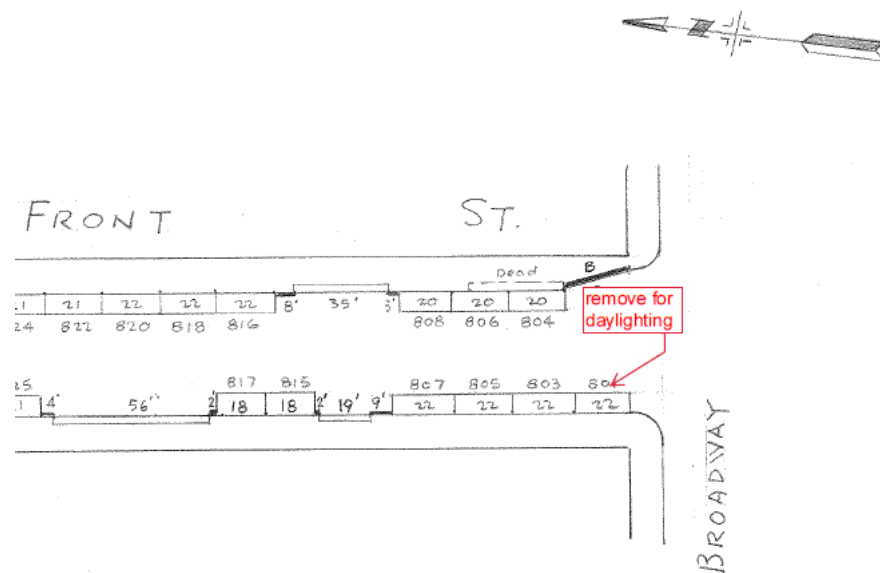 N
FRONT ST.
Dead B
21 22 22 22 8' 35' 3' 20 20 20
24 822 820 818 816 808 806 804
remove for
daylighting
817 815 807 805 803 80
4' 56' 2' 18 18 2' 19' 9' 22 22 22 22
BROADWAY